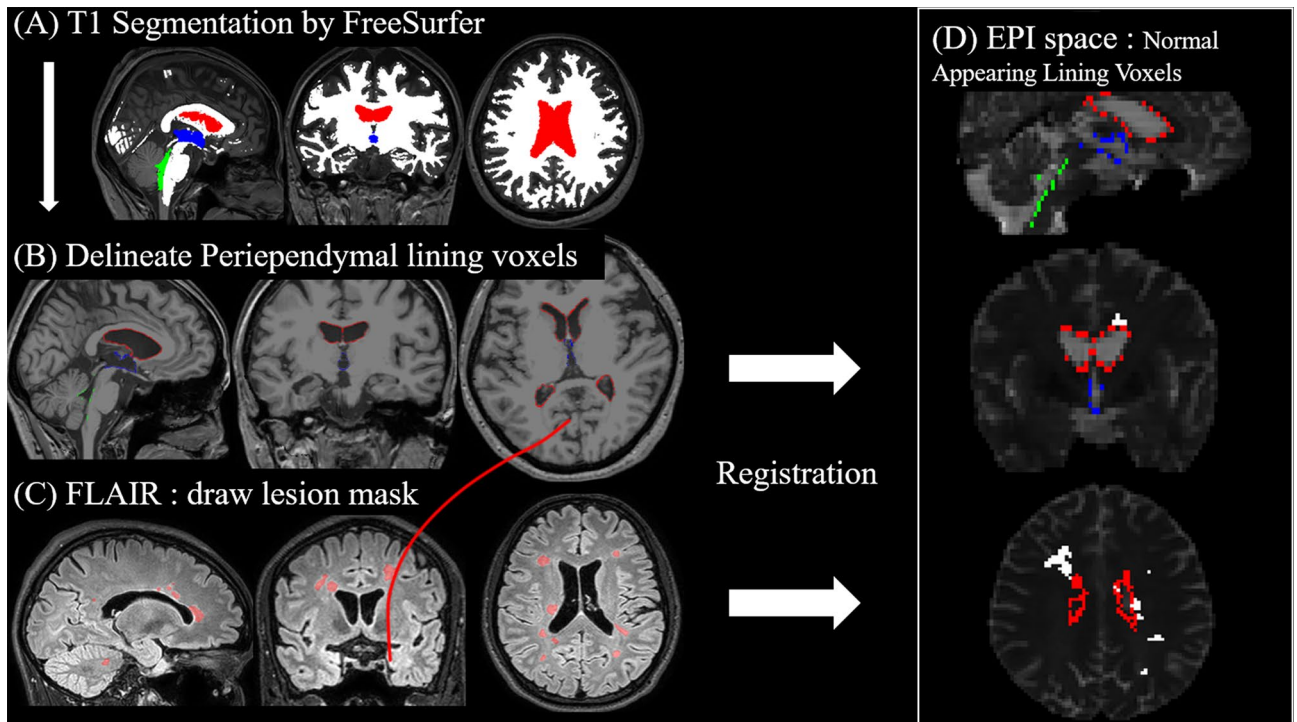 (A) T1 Segmentation by FreeSurfer
(B) Delineate Periependymal lining voxels
(C) FLAIR : draw lesion mask
Registration
(D) EPI space : Normal
Appearing Lining Voxels